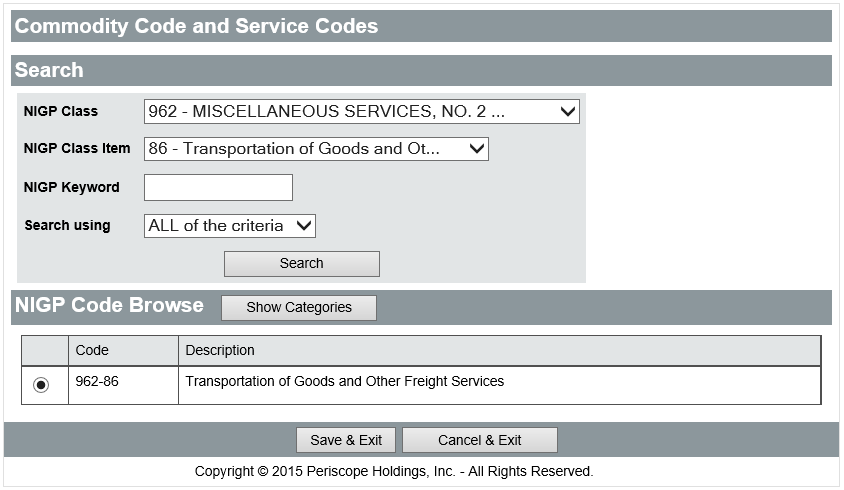 Commodity Code and Service Codes
Search
NIGP Class 962 - MISCELLANEOUS SERVICES, NO. 2 ...
NIGP Class Item 86 - Transportation of Goods and Ot...
NIGP Keyword
Search using ALL of the criteria
Search
NIGP Code Browse Show Categories
Code Description
962-86 Transportation of Goods and Other Freight Services
Save & Exit Cancel & Exit
Copyright © 2015 Periscope Holdings, Inc. - All Rights Reserved.